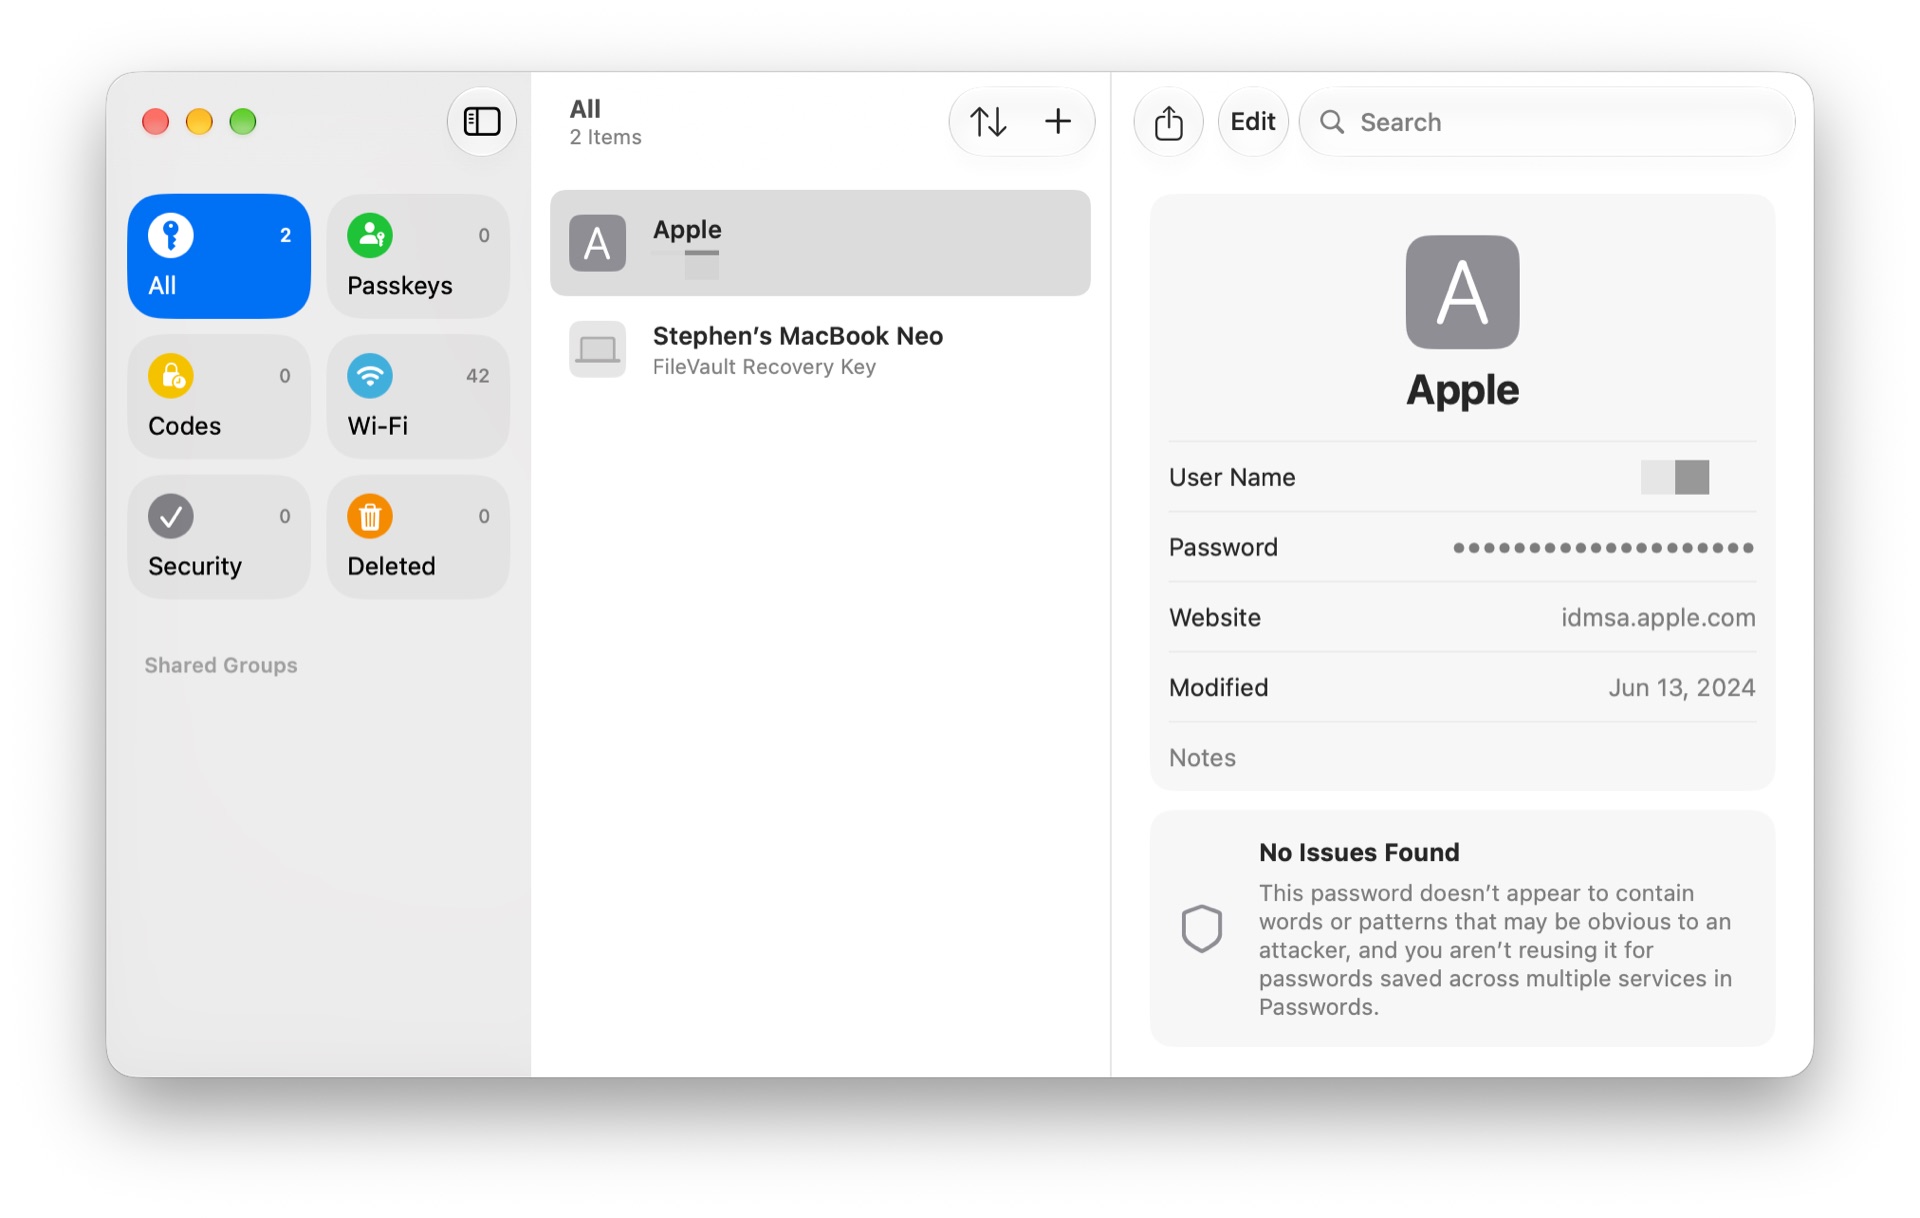 2
All
0
Passkeys
0
Codes
42
Wi-Fi
0
Security
0
Deleted
Shared Groups
All
2 Items
A
Apple
Stephen’s MacBook Neo
FileVault Recovery Key
Edit
Search
A
Apple
User Name
Password
Website
idmsa.apple.com
Modified
Jun 13, 2024
Notes
No Issues Found
This password doesn’t appear to contain
words or patterns that may be obvious to an
attacker, and you aren’t reusing it for
passwords saved across multiple services in
Passwords.